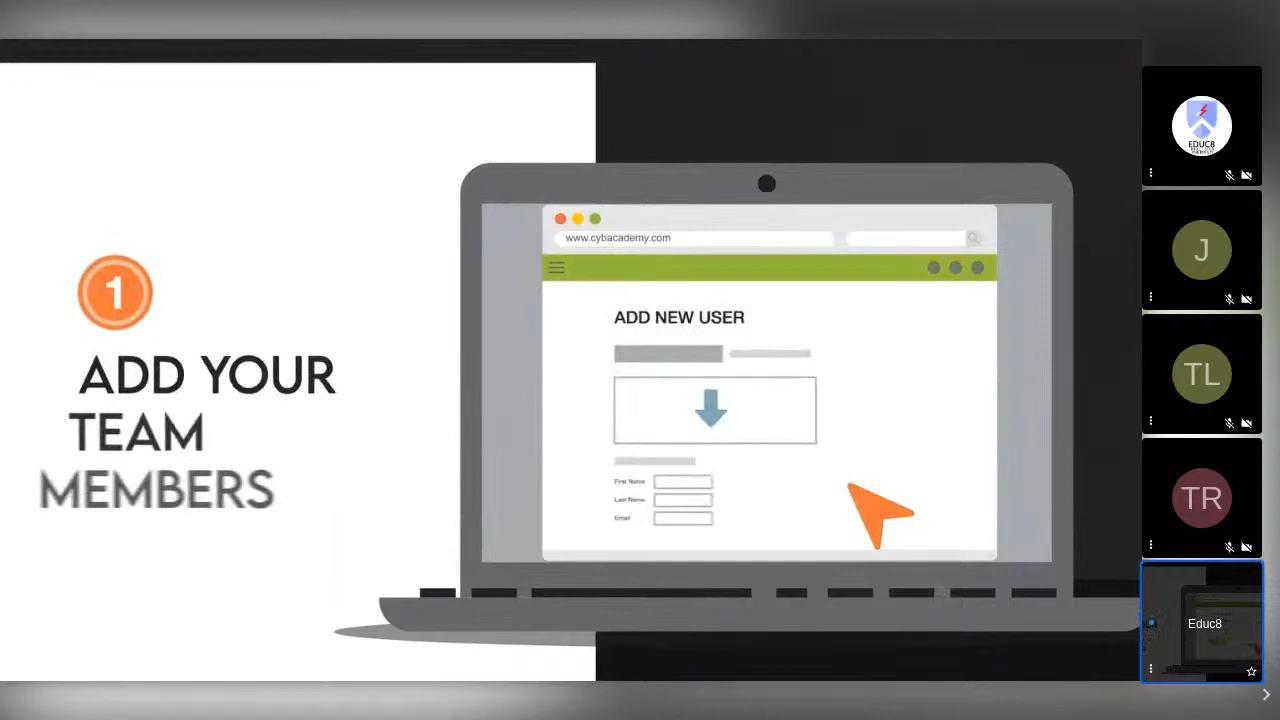 1
ADD YOUR
TEAM
MEMBERS
www.cybacademy.com
ADD NEW USER
First Name
Last Name
Email
EDUC8
J
TL
TR
Educ8